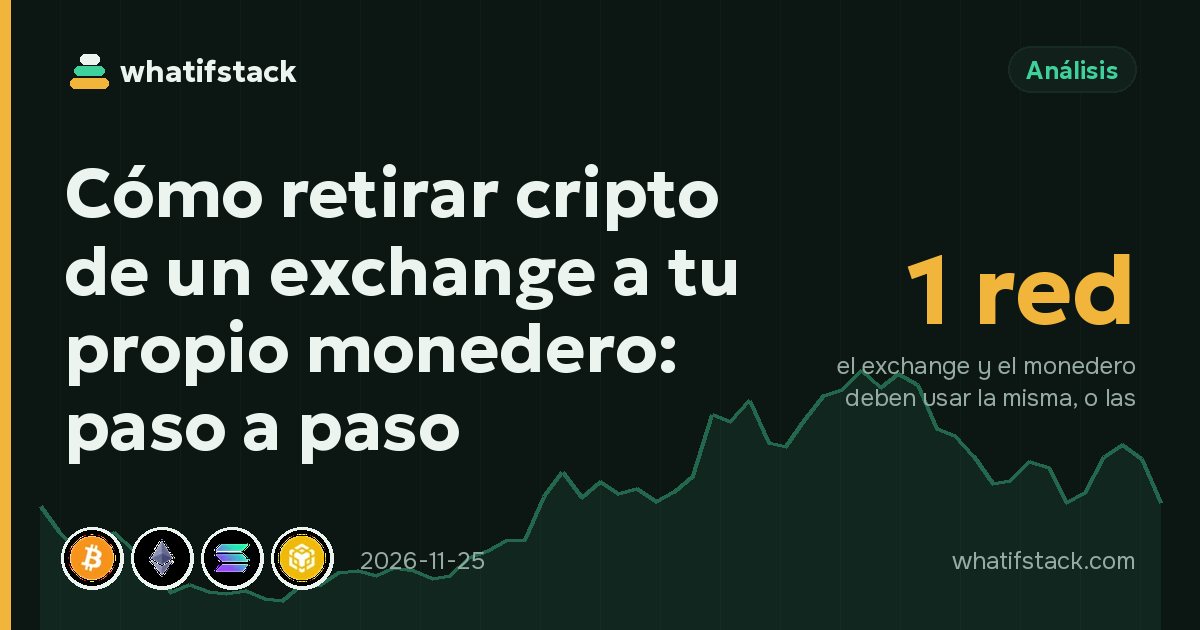 whatifstack
Análisis
Cómo retirar cripto
de un exchange a tu
propio monedero:
paso a paso
1 red
el exchange y el monedero
deben usar la misma, o las
2026-11-25
whatifstack.com